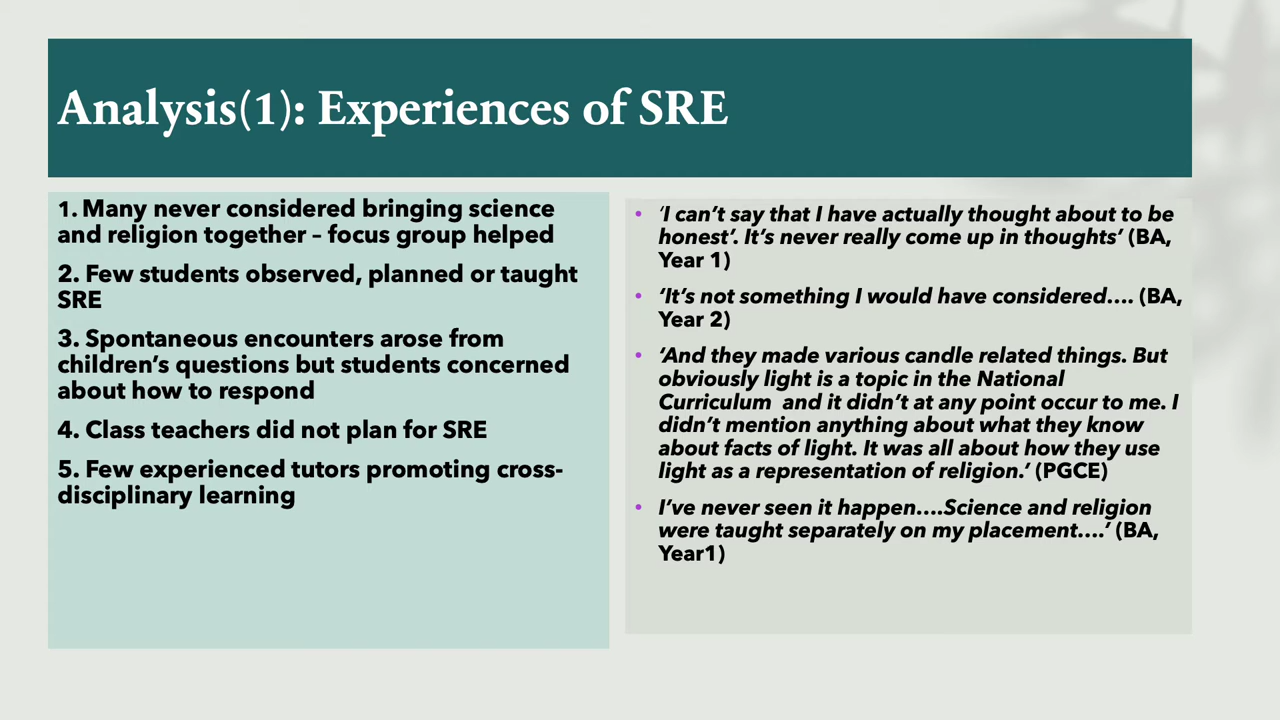 Analysis(1): Experiences of SRE
1. Many never considered bringing science
and religion together – focus group helped
2. Few students observed, planned or taught
SRE
3. Spontaneous encounters arose from
children’s questions but students concerned
about how to respond
4. Class teachers did not plan for SRE
5. Few experienced tutors promoting cross-
disciplinary learning
• ‘I can’t say that I have actually thought about to be
honest’. It’s never really come up in thoughts’ (BA,
Year 1)
• ‘It’s not something I would have considered…. (BA,
Year 2)
• ‘And they made various candle related things. But
obviously light is a topic in the National
Curriculum  and it didn’t at any point occur to me. I
didn’t mention anything about what they know
about facts of light. It was all about how they use
light as a representation of religion.’ (PGCE)
• I’ve never seen it happen….Science and religion
were taught separately on my placement….’ (BA,
Year1)